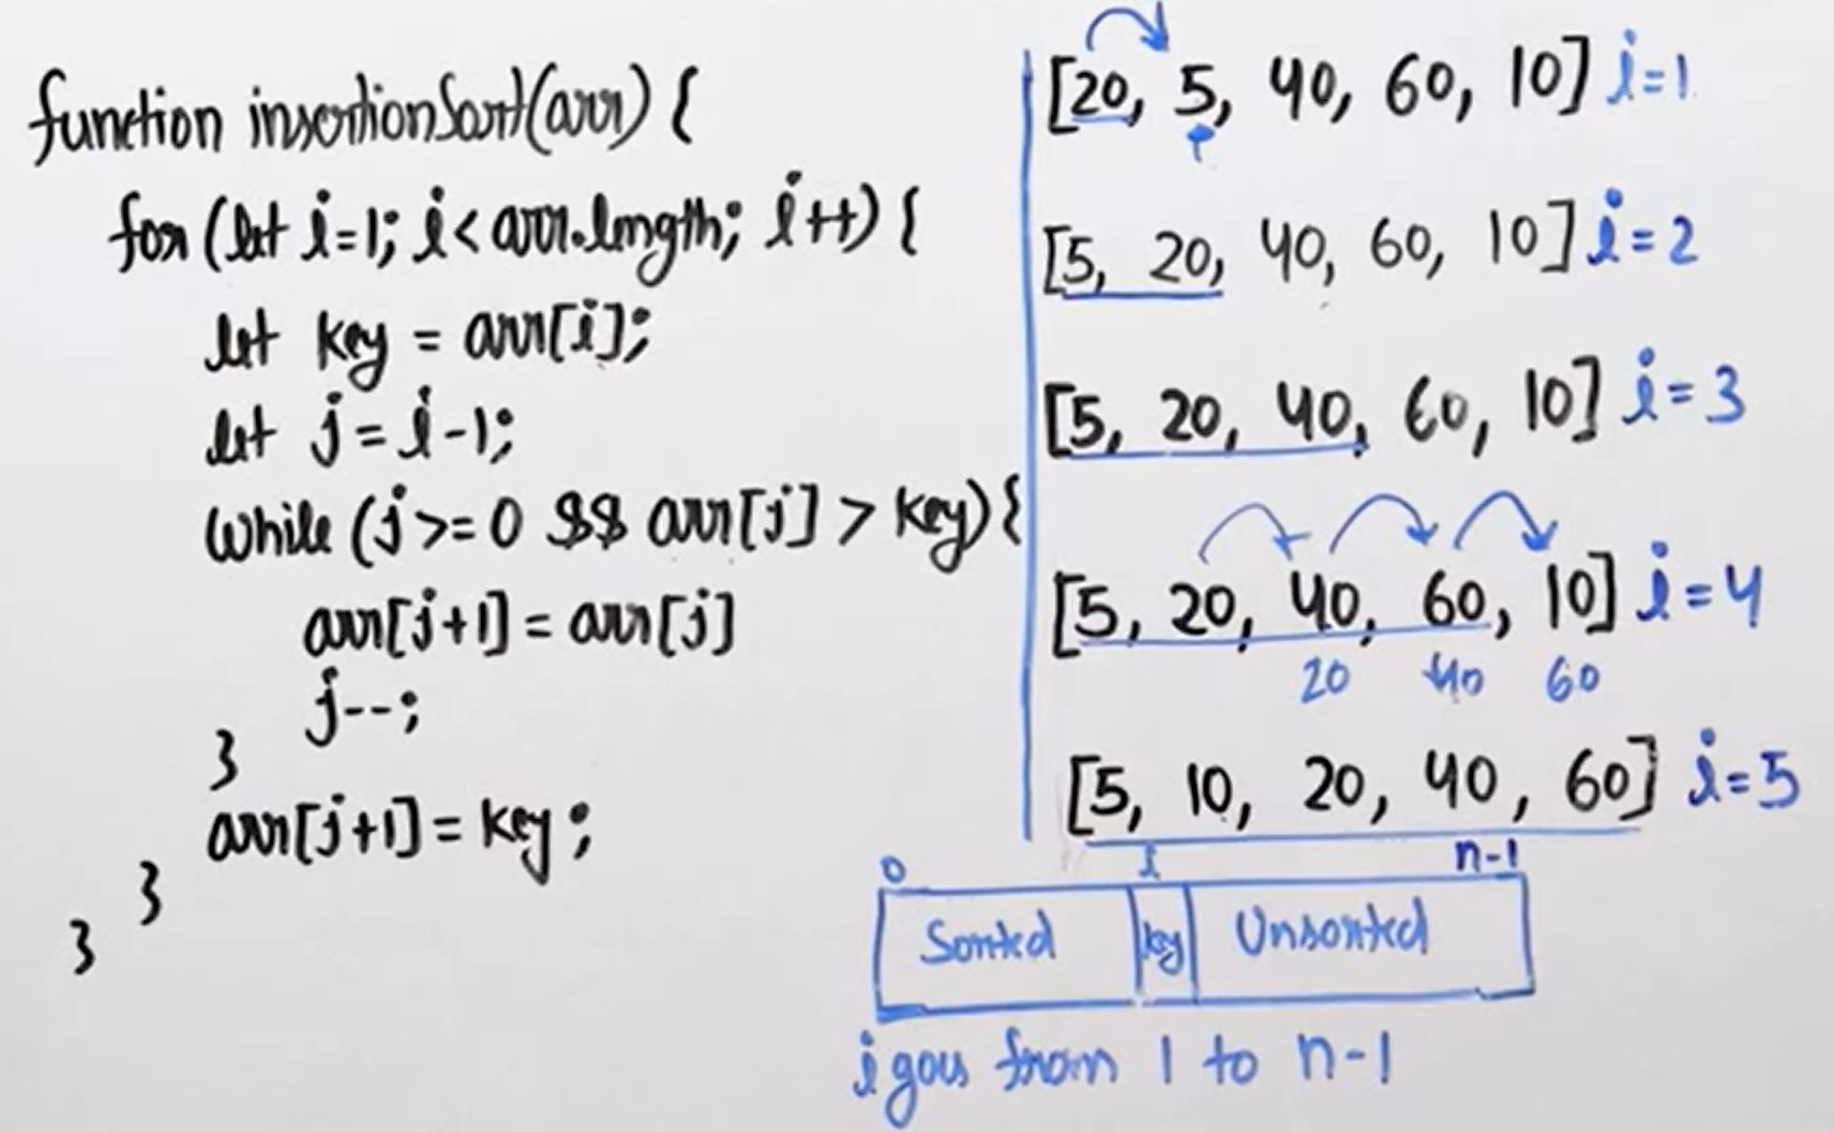 function insertionSort(arr) {
for (let i=1; i < arr.length; i++) {
let key = arr[i];
let j = i-1;
while (j >= 0 && arr[j] > key) {
arr[j+1] = arr[j]
j--;
}
arr[j+1] = key;
}
}
[20, 5, 40, 60, 10] i=1
[5, 20, 40, 60, 10] i=2
[5, 20, 40, 60, 10] i=3
[5, 20, 40, 60, 10] i=4
20 40 60
[5, 10, 20, 40, 60] i=5
0 i n-1
Sorted key Unsorted
i goes from 1 to n-1